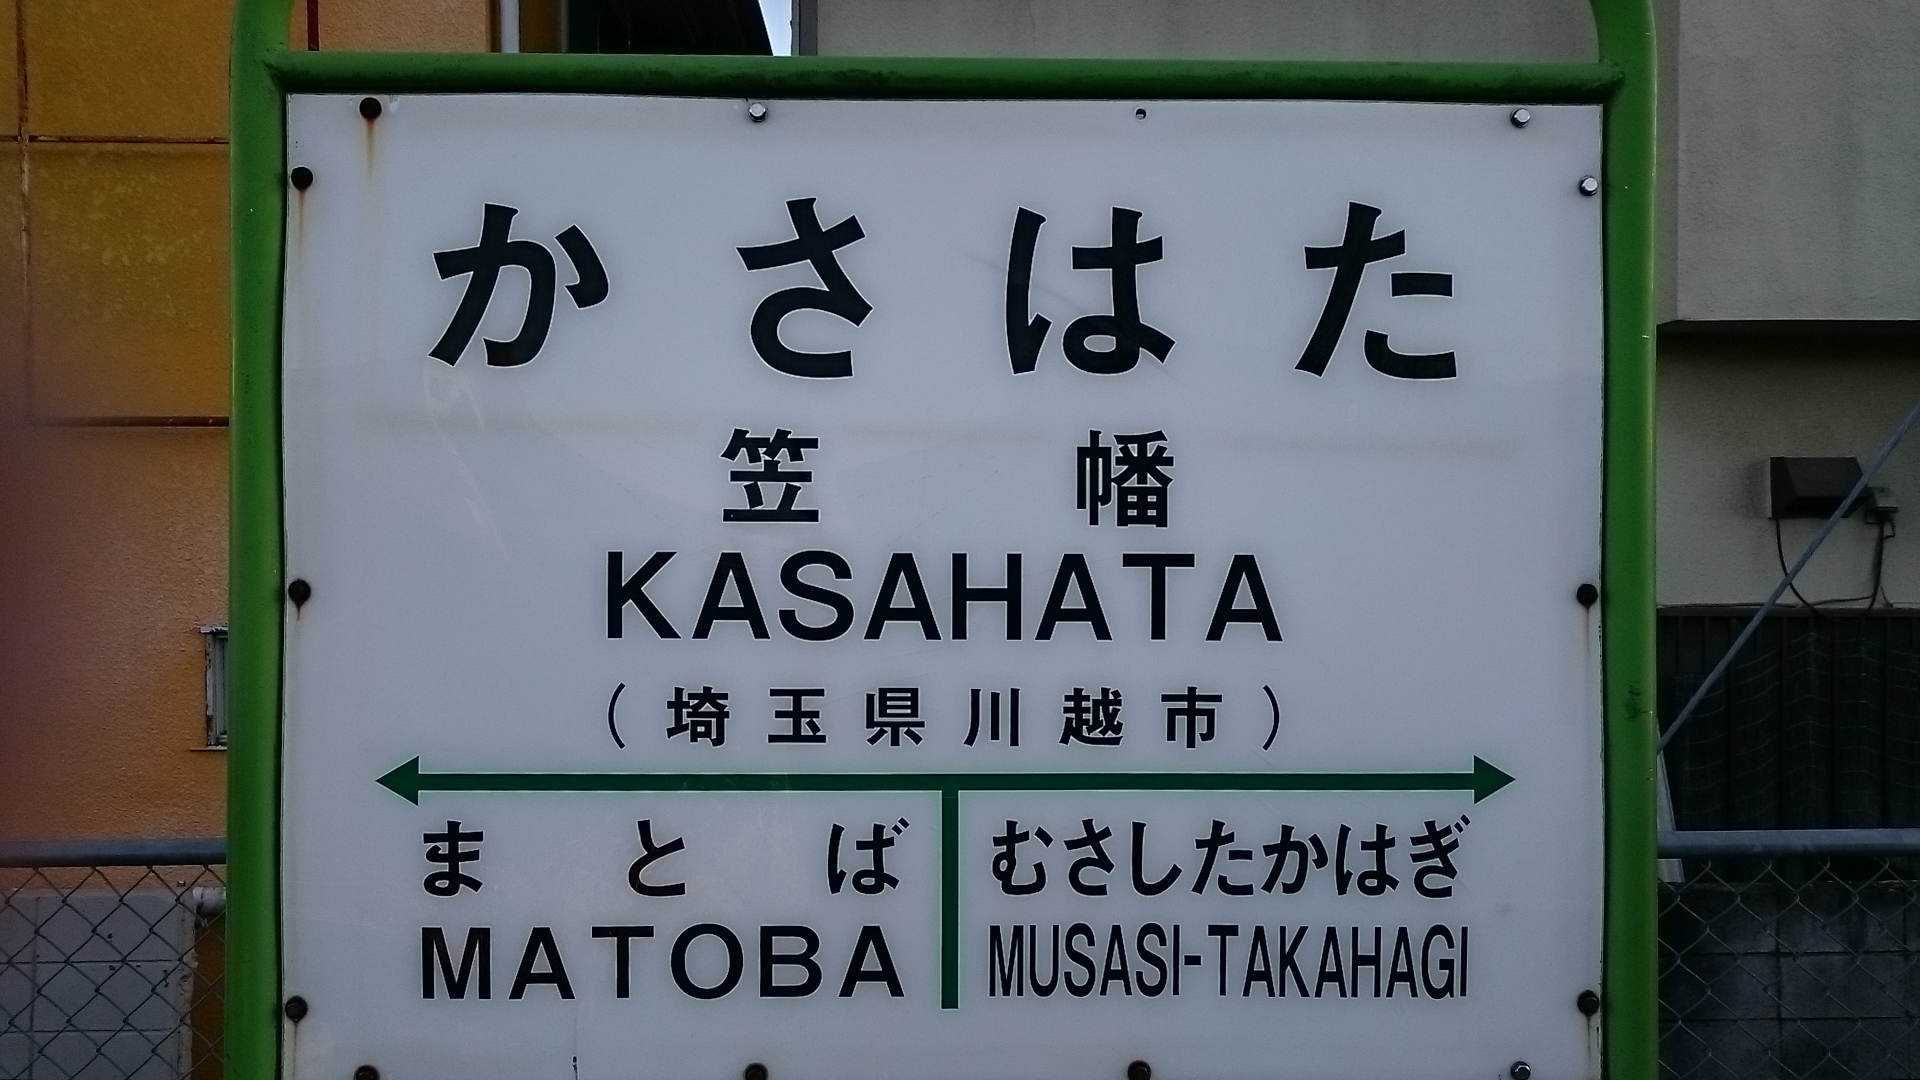 かさはた
笠幡
KASAHATA
(埼玉県川越市)
まとば むさしたかはぎ
MATOBA MUSASI-TAKAHAGI